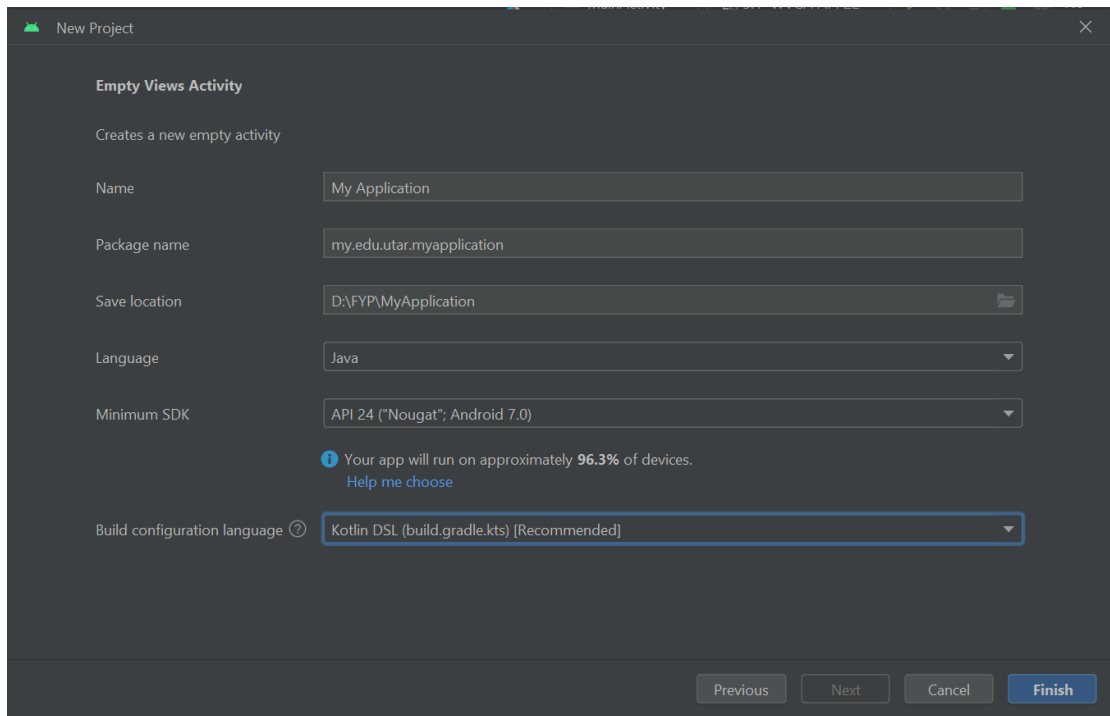 New Project
Empty Views Activity
Creates a new empty activity
Name My Application
Package name my.edu.utar.myapplication
Save location D:\FYP\MyApplication
Language Java
Minimum SDK API 24 ("Nougat"; Android 7.0)
Your app will run on approximately 96.3% of devices.
Help me choose
Build configuration language ? Kotlin DSL (build.gradle.kts) [Recommended]
Previous Next Cancel Finish